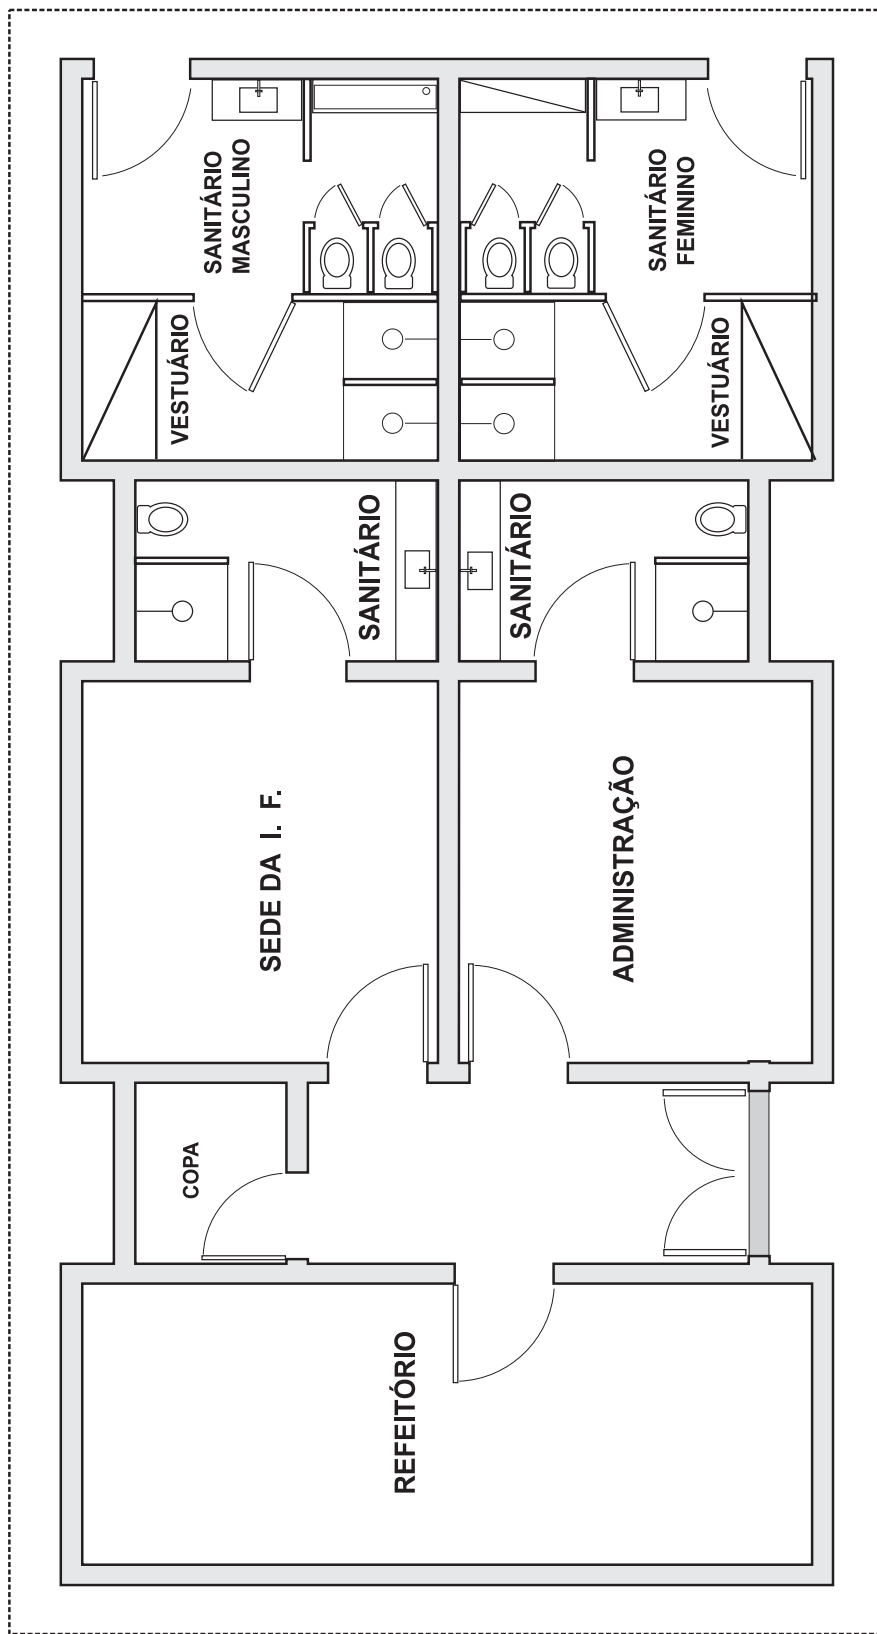 SANITÁRIO
MASCULINO
SANITÁRIO
FEMININO
VESTUÁRIO
VESTUÁRIO
SANITÁRIO
SANITÁRIO
SEDE DA I. F.
ADMINISTRAÇÃO
COPA
REFEITÓRIO